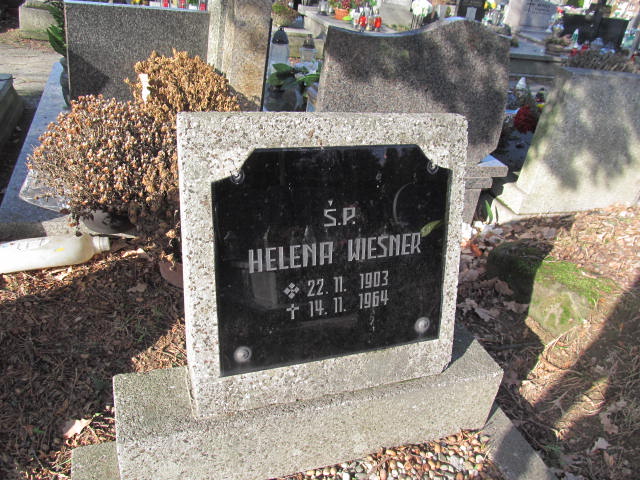 Ś.P.
HELENA WIESNER
22. 11. 1903
✝ 14. 11. 1964